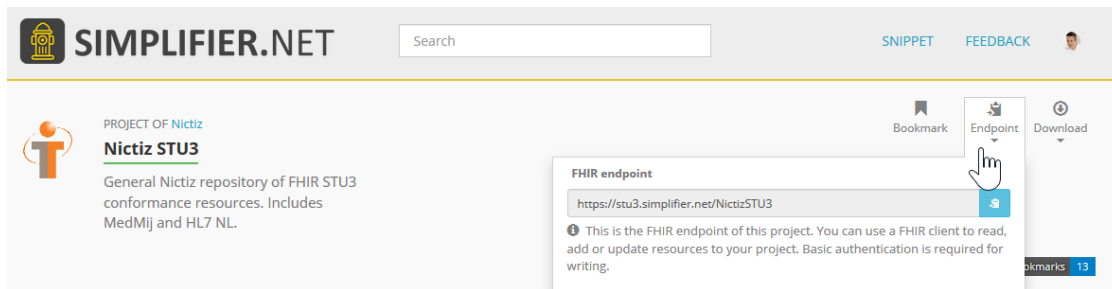 SIMPLIFIER.NET
Search
SNIPPET
FEEDBACK
PROJECT OF Nictiz
Nictiz STU3
General Nictiz repository of FHIR STU3
conformance resources. Includes
MedMij and HL7 NL.
Bookmark
Endpoint
Download
FHIR endpoint
https://stu3.simplifier.net/NictizSTU3
This is the FHIR endpoint of this project. You can use a FHIR client to read,
add or update resources to your project. Basic authentication is required for
writing.
okmarks 13